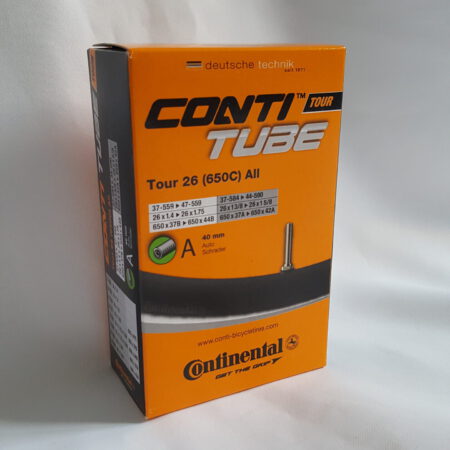 deutsche technik
seit 1871
CONTI™ TOUR
TUBE
Tour 26 (650C) All
37-559 ▸ 47-559 37-584 ▸ 44-590
26 x 1.4 ▸ 26 x 1.75 26 x 1 3/8 ▸ 26 x 1 5/8
650 x 37B ▸ 650 x 44B 650 x 37A ▸ 650 x 42A
A 40 mm
Auto
Schrader
www.conti-bicycletires.com
Continental
GET THE GRIP
A